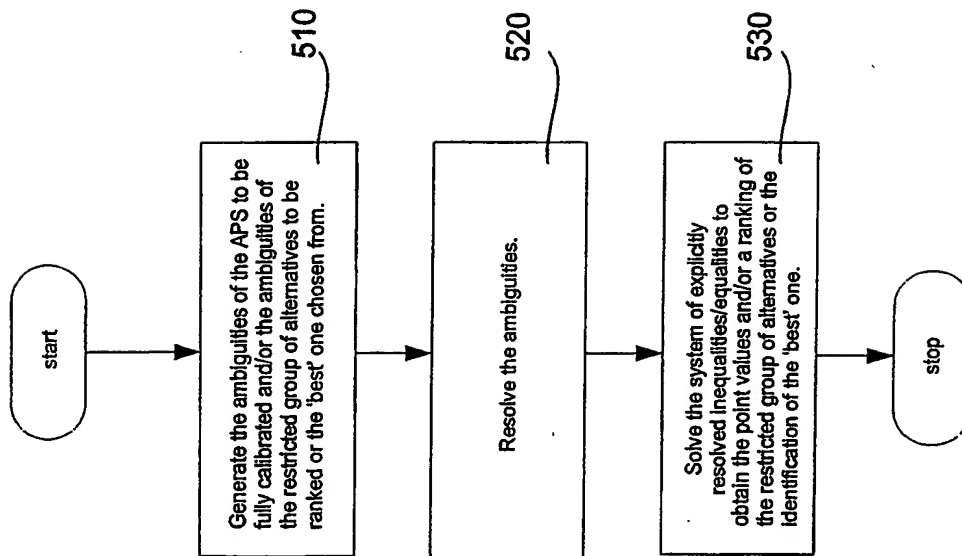 start
Generate the ambiguities of the APS to be
fully calibrated and/or the ambiguities of
the restricted group of alternatives to be
ranked or the 'best' one chosen from.
510
Resolve the ambiguities.
520
Solve the system of explicitly
resolved inequalities/equalities to
obtain the point values and/or a ranking of
the restricted group of alternatives or the
identification of the 'best' one.
530
stop